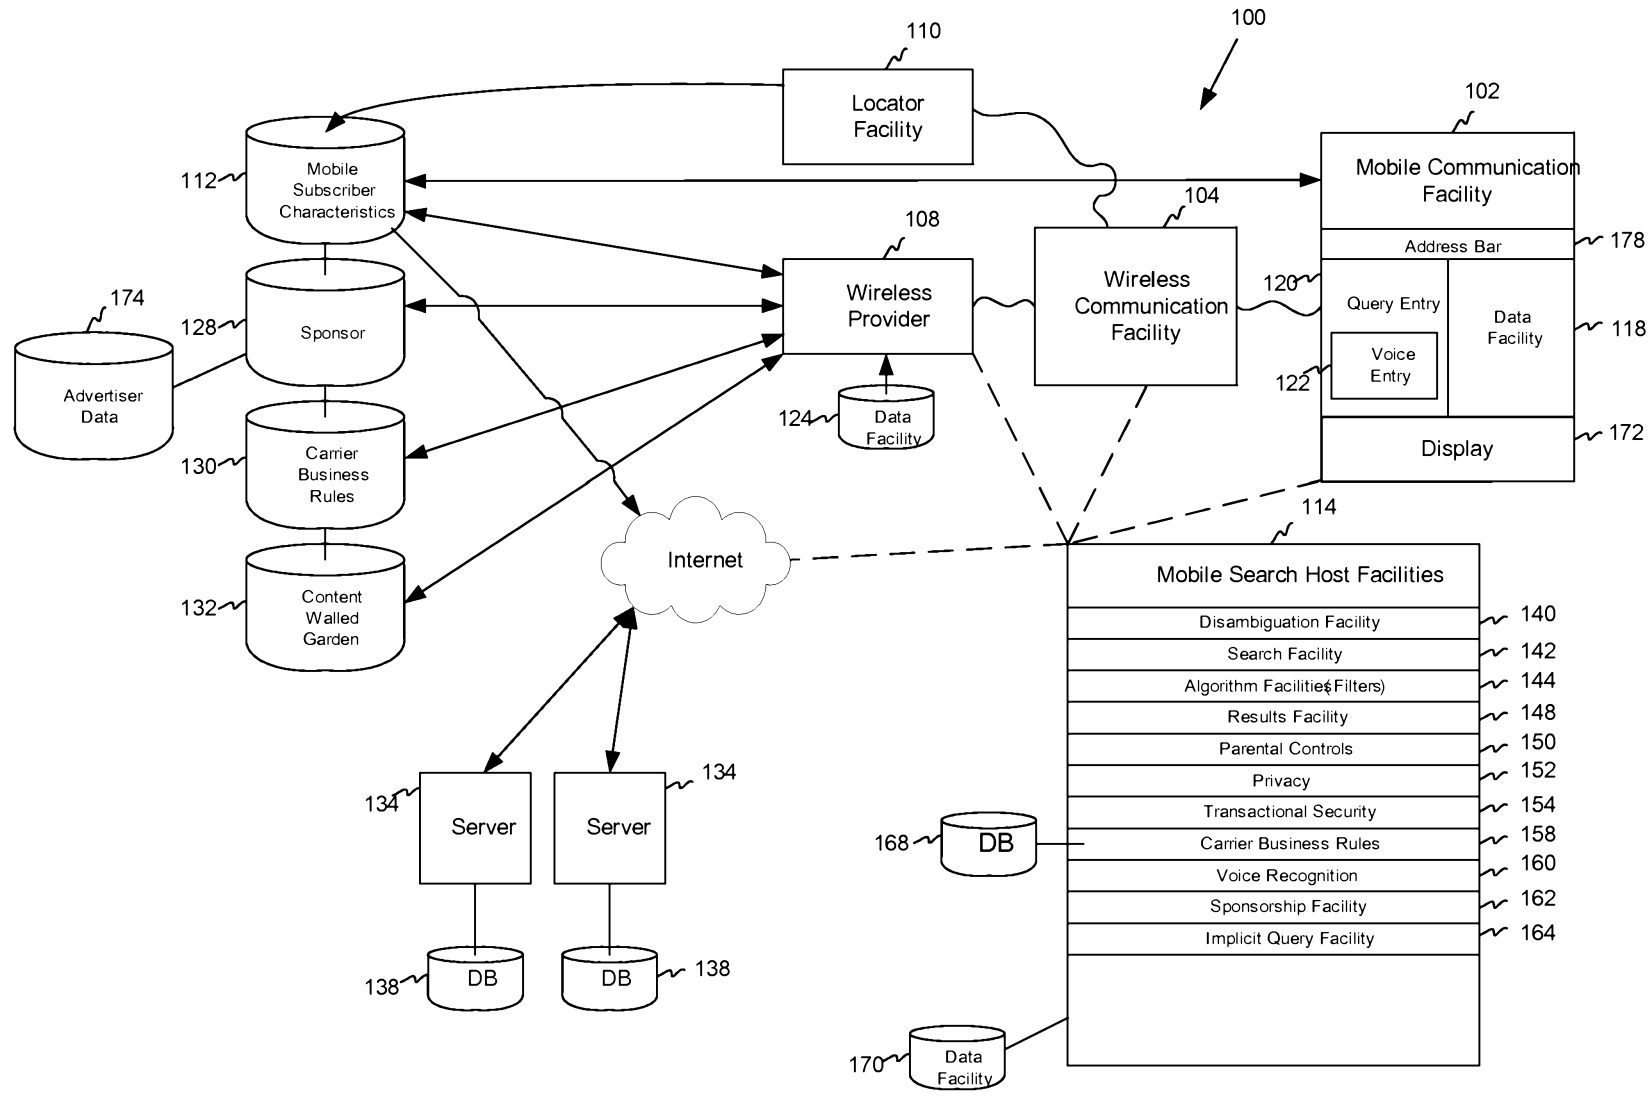 100
110
Locator
Facility
102
Mobile Communication
Facility
112
Mobile
Subscriber
Characteristics
104
Wireless
Communication
Facility
108
Wireless
Provider
178
Address Bar
120
Query Entry
Data
Facility
118
122
Voice
Entry
172
Display
174
Advertiser
Data
128
Sponsor
124
Data
Facility
130
Carrier
Business
Rules
132
Content
Walled
Garden
Internet
114
Mobile Search Host Facilities
Disambiguation Facility
140
Search Facility
142
Algorithm Facilities(Filters)
144
Results Facility
148
Parental Controls
150
Privacy
152
Transactional Security
154
Carrier Business Rules
158
Voice Recognition
160
Sponsorship Facility
162
Implicit Query Facility
164
134
Server
134
Server
138
DB
138
DB
168
DB
170
Data
Facility